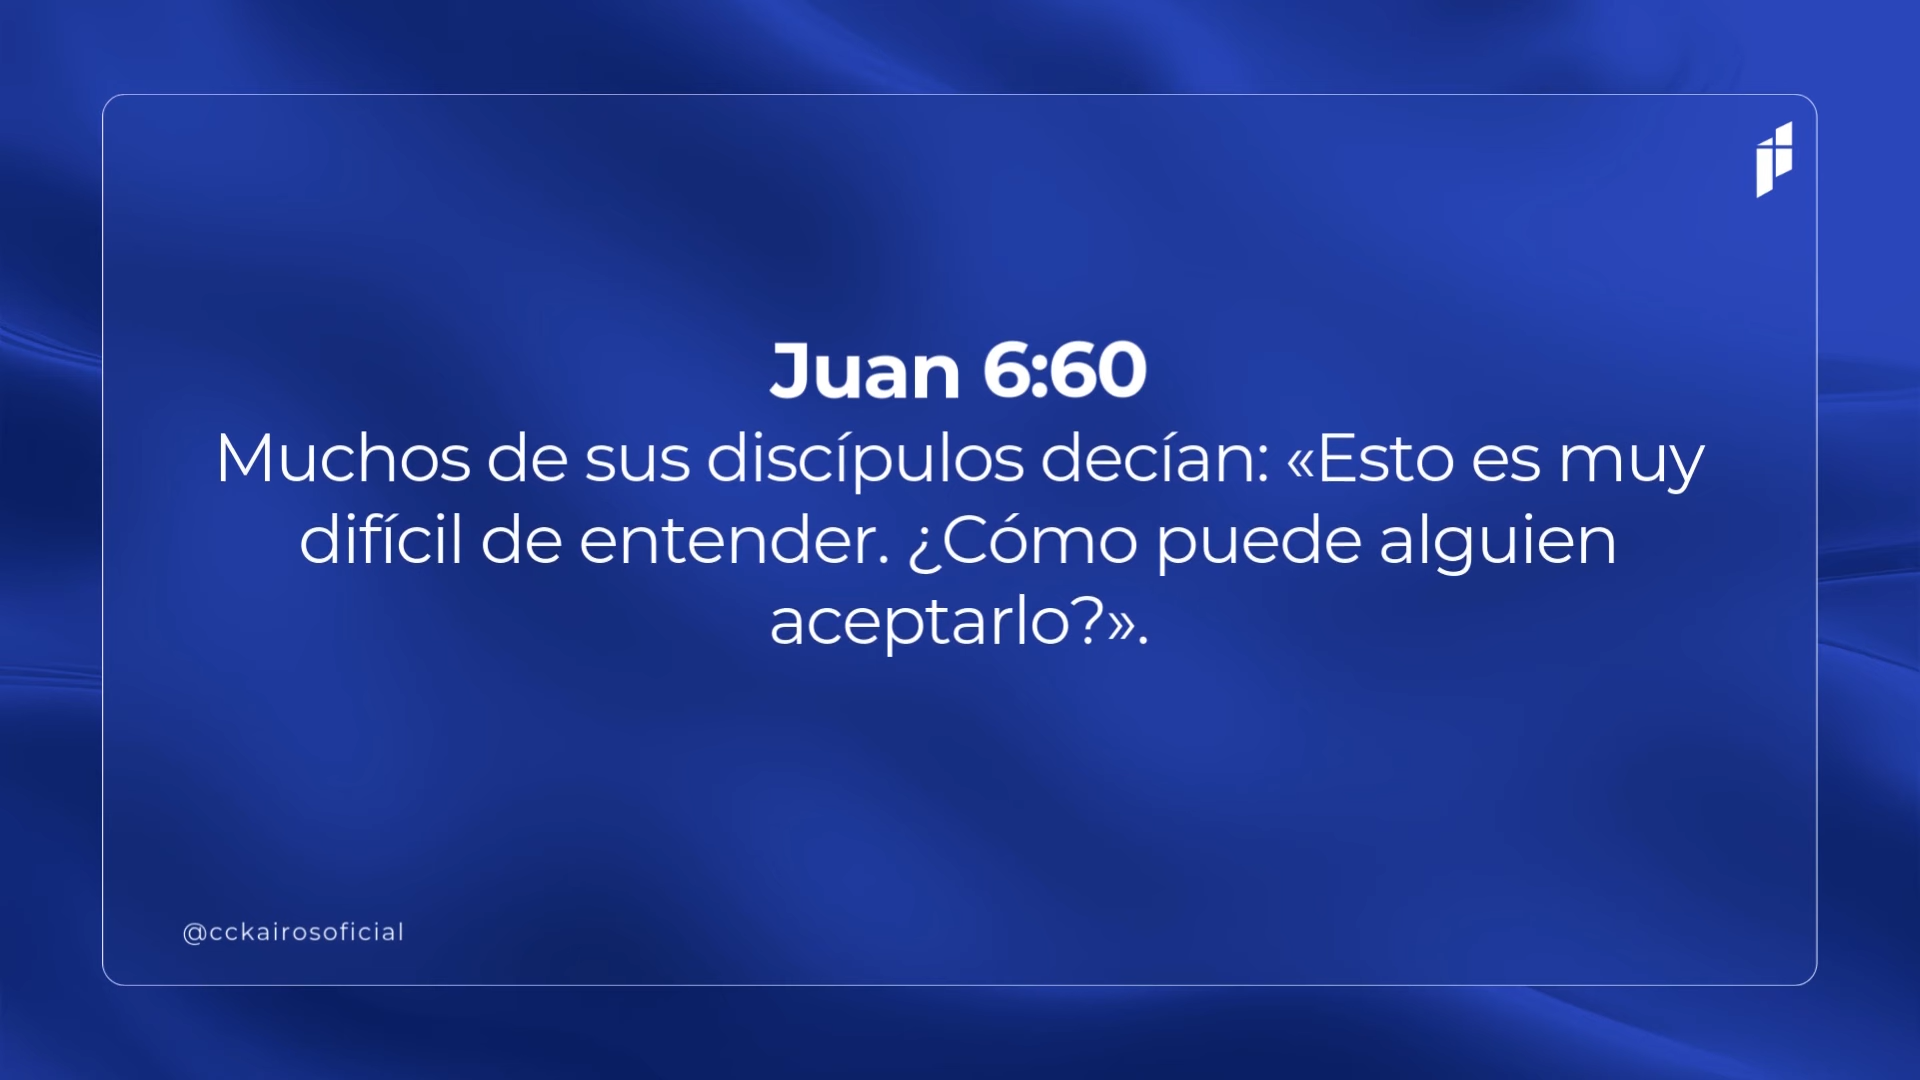 Juan 6:60
Muchos de sus discípulos decían: «Esto es muy
difícil de entender. ¿Cómo puede alguien
aceptarlo?».
@cckairosoficial